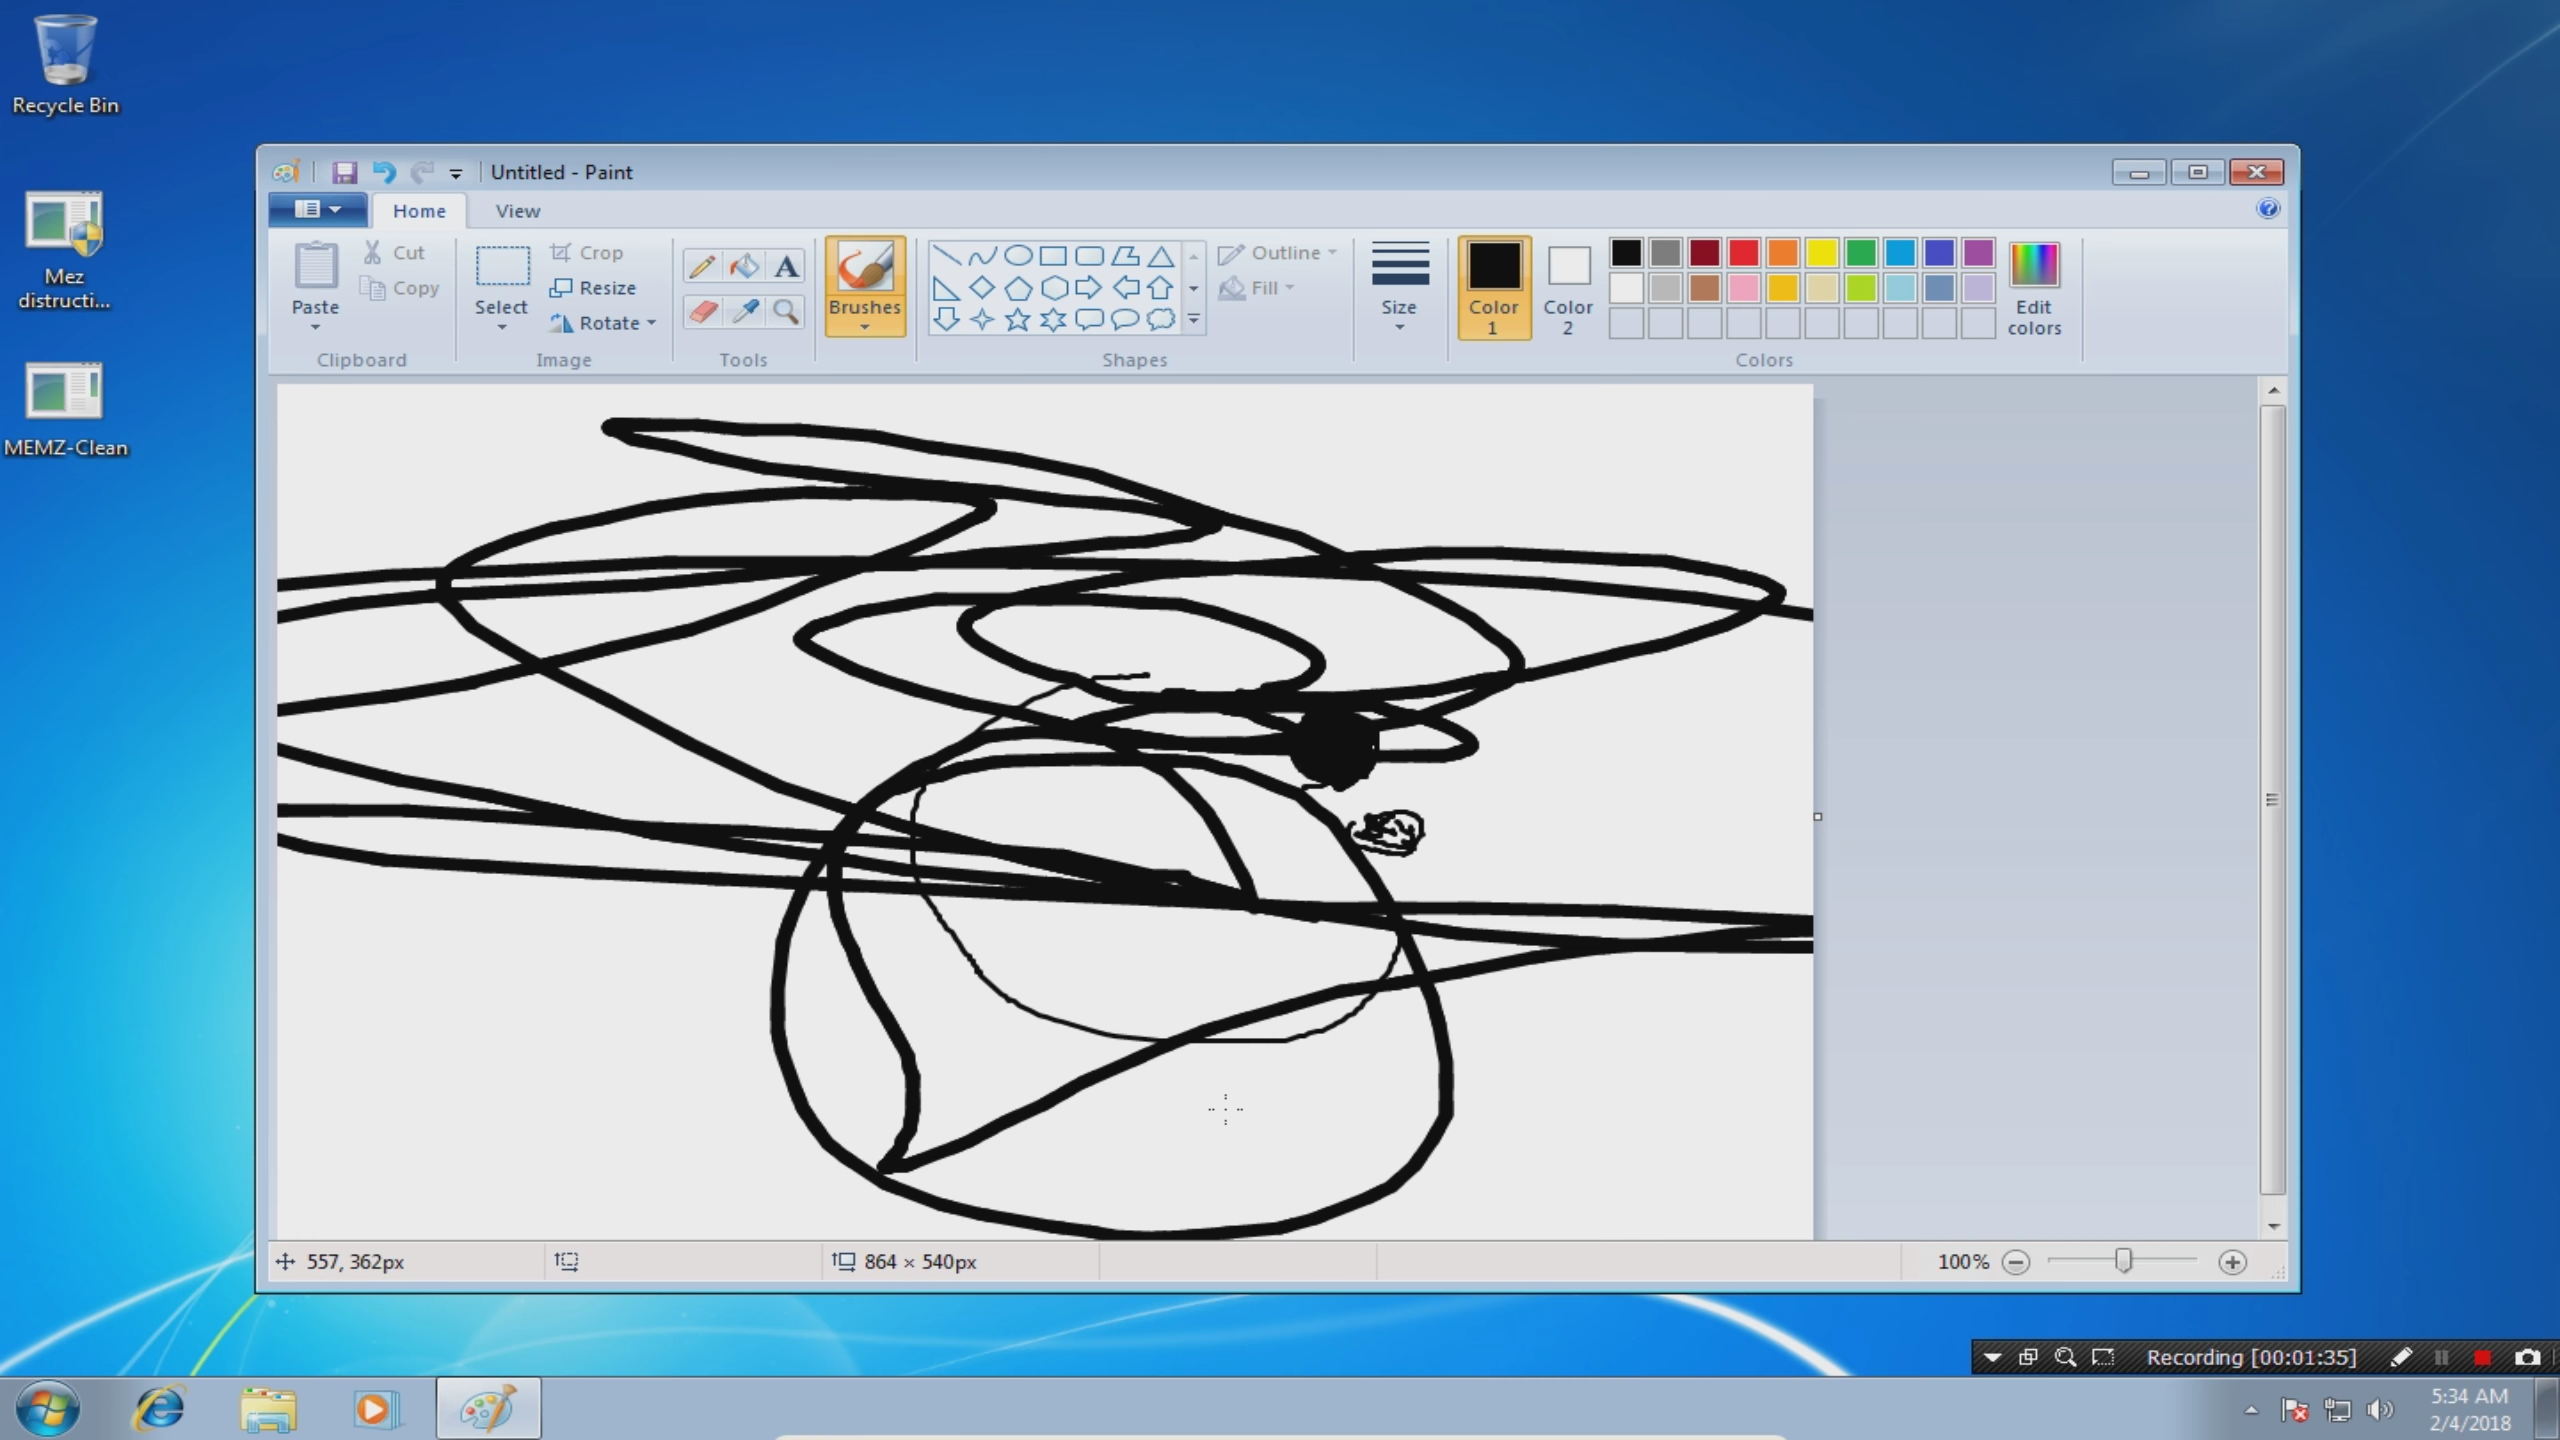 Recycle Bin
Mez
distructi...
MEMZ-Clean
Untitled - Paint
Home
View
Paste
Cut
Copy
Clipboard
Select
Crop
Resize
Rotate
Image
A
Tools
Brushes
Shapes
Outline
Fill
Size
Color
1
Color
2
Edit
colors
Colors
557, 362px
864 × 540px
100%
Recording [00:01:35]
5:34 AM
2/4/2018